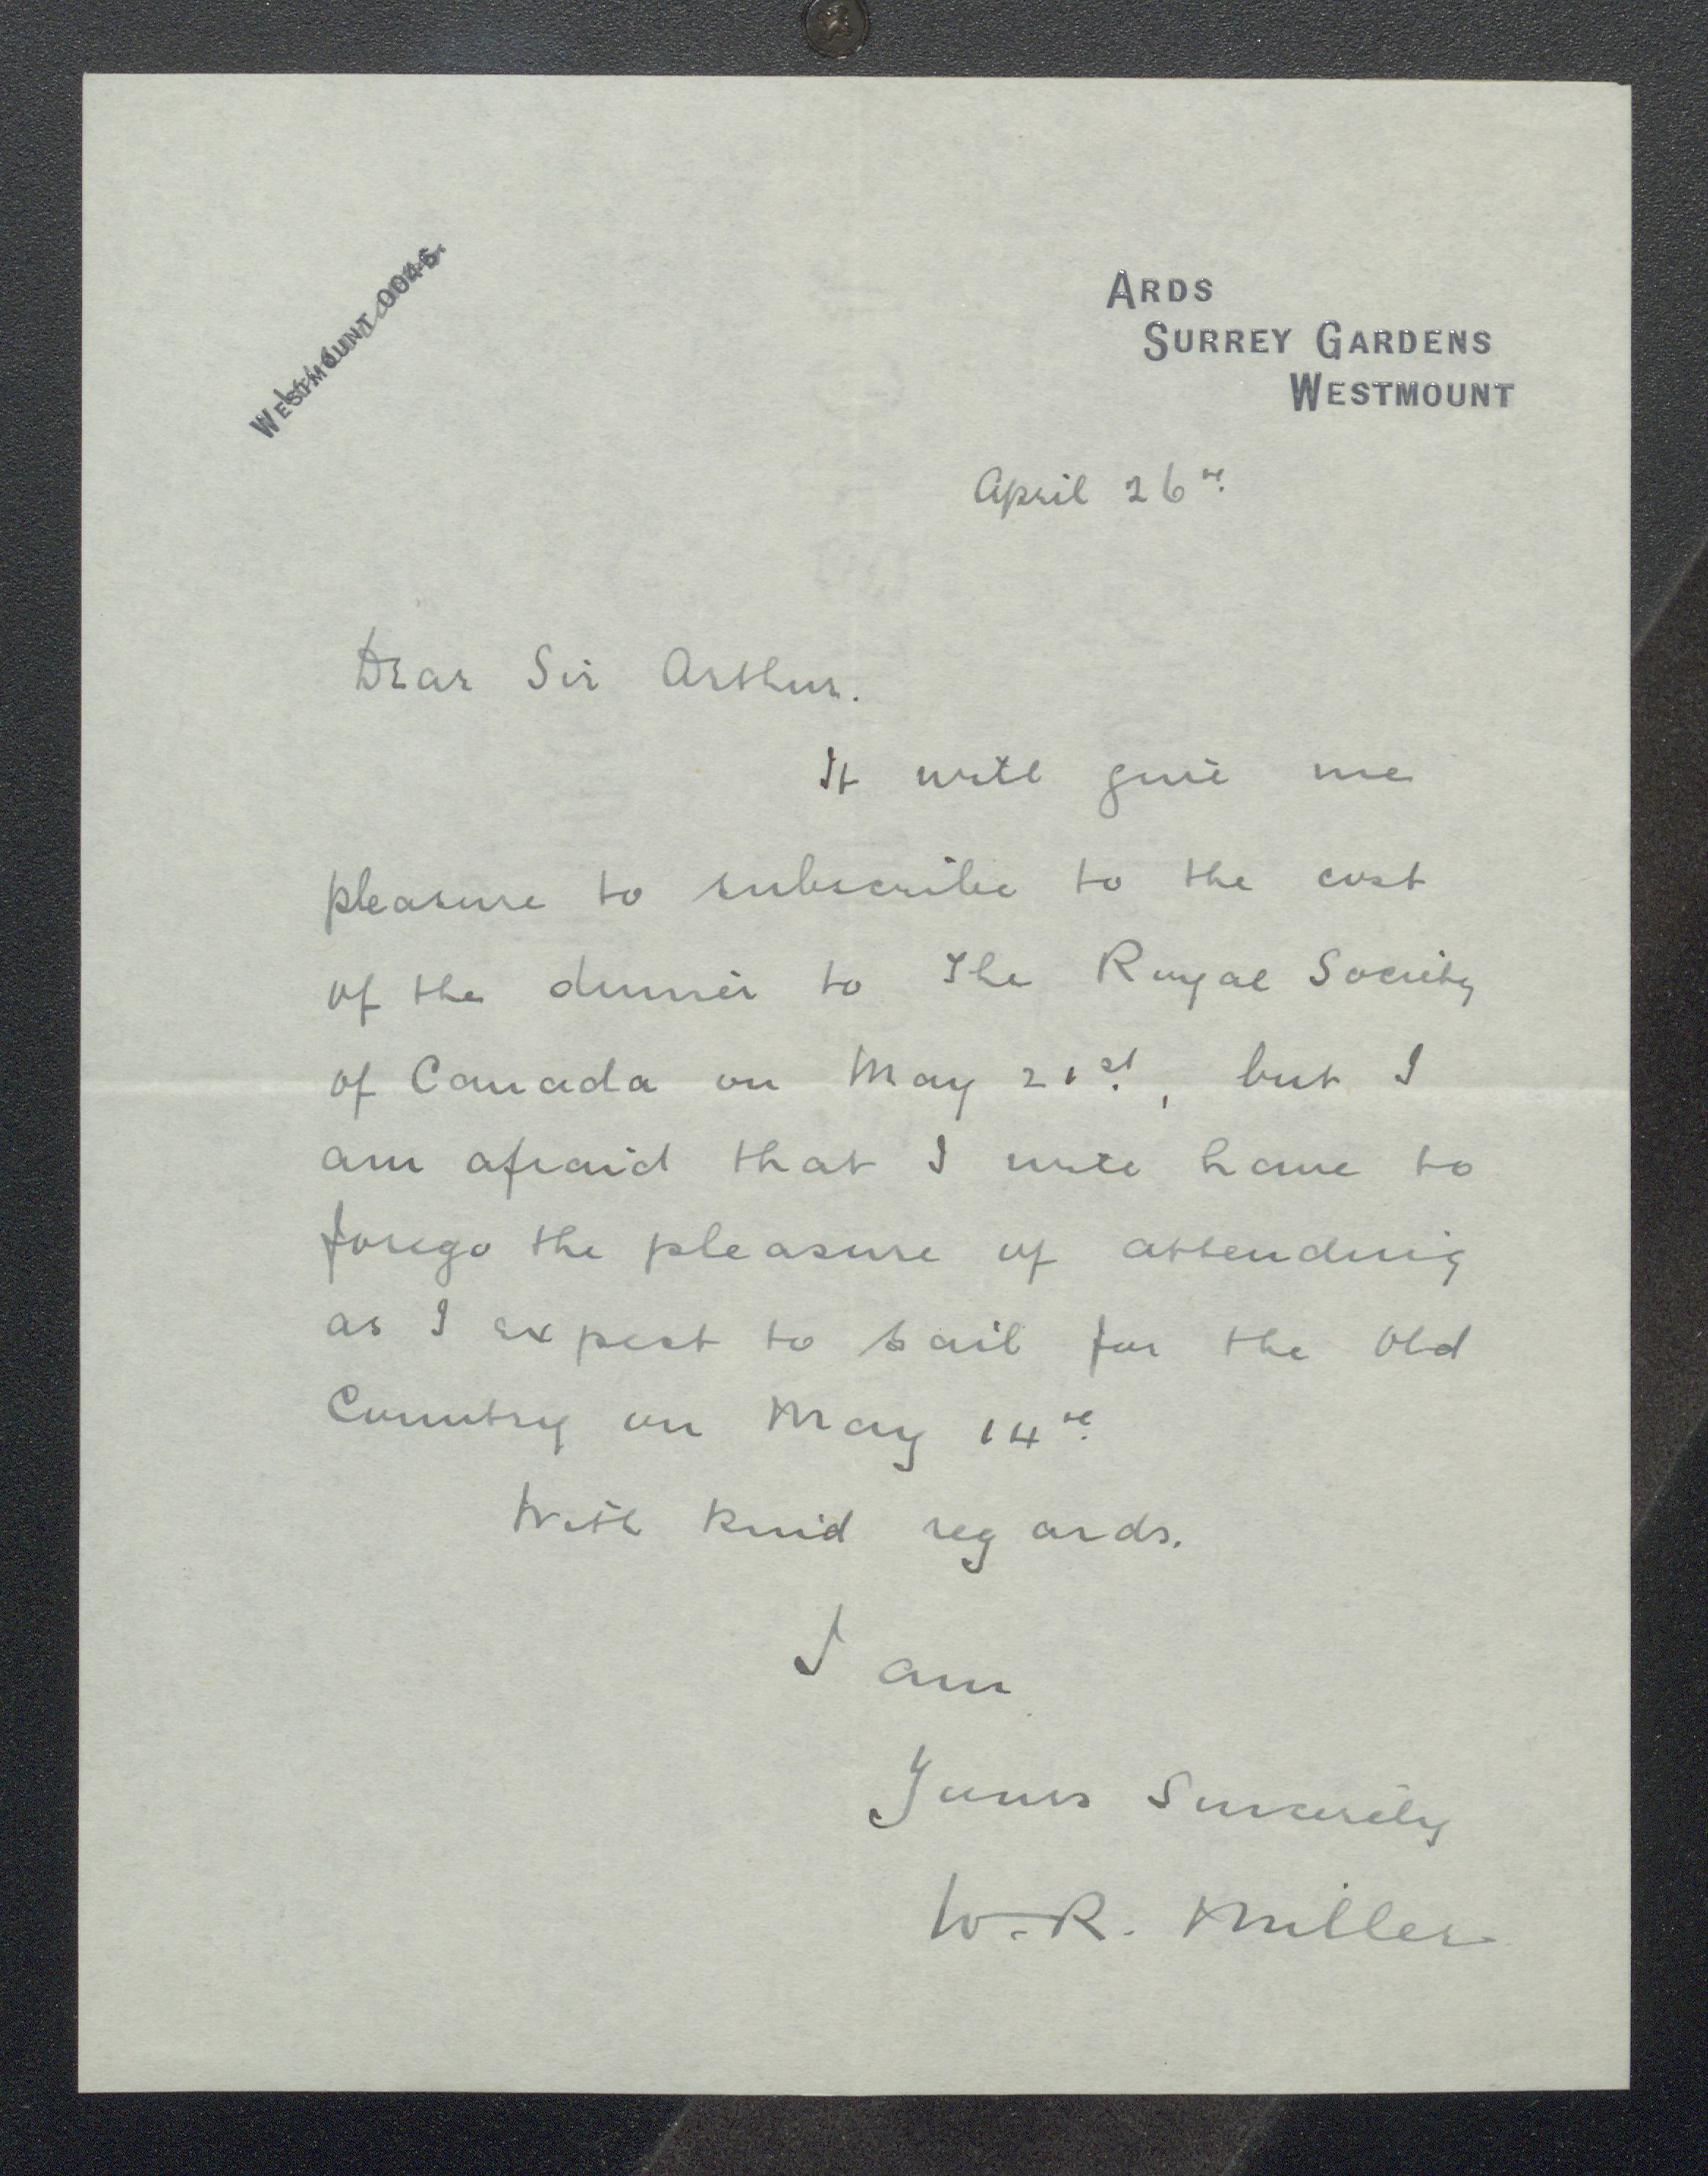 WESTMOUNT 0046
ARDS
SURREY GARDENS
WESTMOUNT
April 26th
Dear Sir Arthur.
It will give me
pleasure to subscribe to the cost
of the dinner to The Royal Society
of Canada on May 21st, but I
am afraid that I will have to
forego the pleasure of attending
as I expect to sail for the Old
Country on May 14th
With kind regards.
I am
Yours Sincerely
W. R. Miller